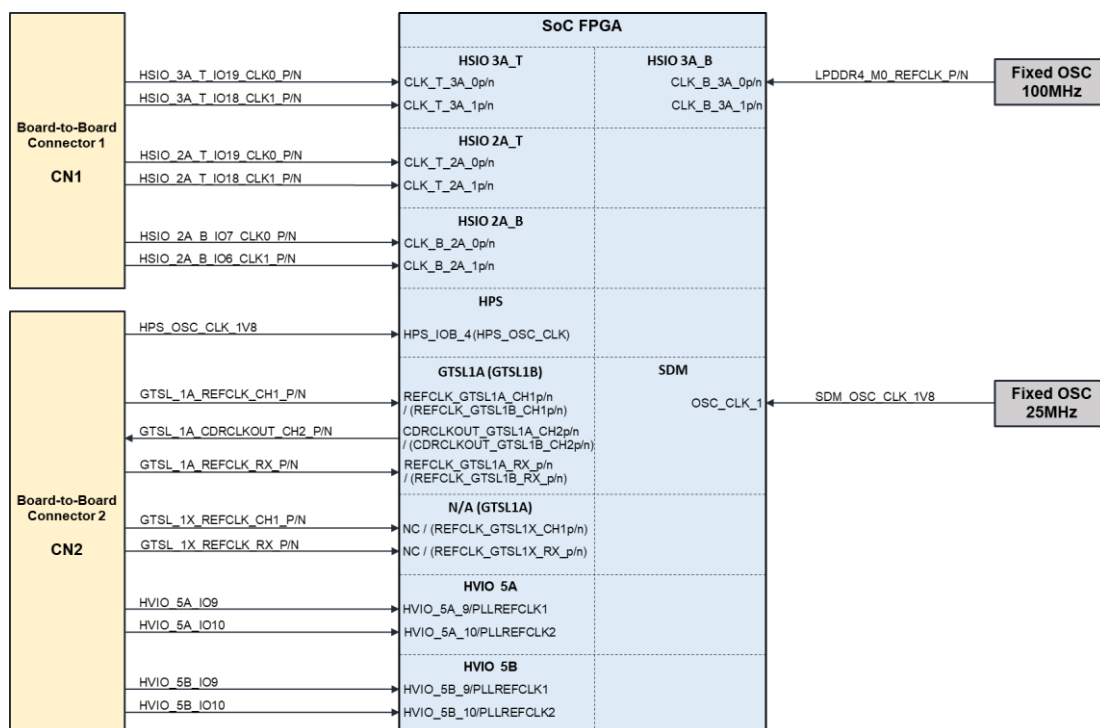 SoC FPGA
Board-to-Board
Connector 1
CN1
HSIO_3A_T_IO19_CLK0_P/N
HSIO_3A_T_IO18_CLK1_P/N
HSIO_2A_T_IO19_CLK0_P/N
HSIO_2A_T_IO18_CLK1_P/N
HSIO_2A_B_IO7_CLK0_P/N
HSIO_2A_B_IO6_CLK1_P/N
HSIO 3A_T
CLK_T_3A_0p/n
CLK_T_3A_1p/n
HSIO 3A_B
CLK_B_3A_0p/n
CLK_B_3A_1p/n
LPDDR4_M0_REFCLK_P/N
Fixed OSC
100MHz
HSIO 2A_T
CLK_T_2A_0p/n
CLK_T_2A_1p/n
HSIO 2A_B
CLK_B_2A_0p/n
CLK_B_2A_1p/n
Board-to-Board
Connector 2
CN2
HPS_OSC_CLK_1V8
GTSL_1A_REFCLK_CH1_P/N
GTSL_1A_CDRCLKOUT_CH2_P/N
GTSL_1A_REFCLK_RX_P/N
GTSL_1X_REFCLK_CH1_P/N
GTSL_1X_REFCLK_RX_P/N
HVIO_5A_IO9
HVIO_5A_IO10
HVIO_5B_IO9
HVIO_5B_IO10
HPS
HPS_IOB_4(HPS_OSC_CLK)
GTSL1A (GTSL1B)
REFCLK_GTSL1A_CH1p/n
/ (REFCLK_GTSL1B_CH1p/n)
CDRCLKOUT_GTSL1A_CH2p/n
/ (CDRCLKOUT_GTSL1B_CH2p/n)
REFCLK_GTSL1A_RX_p/n
/ (REFCLK_GTSL1B_RX_p/n)
SDM
OSC_CLK_1
SDM_OSC_CLK_1V8
Fixed OSC
25MHz
N/A (GTSL1A)
NC / (REFCLK_GTSL1X_CH1p/n)
NC / (REFCLK_GTSL1X_RX_p/n)
HVIO 5A
HVIO_5A_9/PLLREFCLK1
HVIO_5A_10/PLLREFCLK2
HVIO 5B
HVIO_5B_9/PLLREFCLK1
HVIO_5B_10/PLLREFCLK2